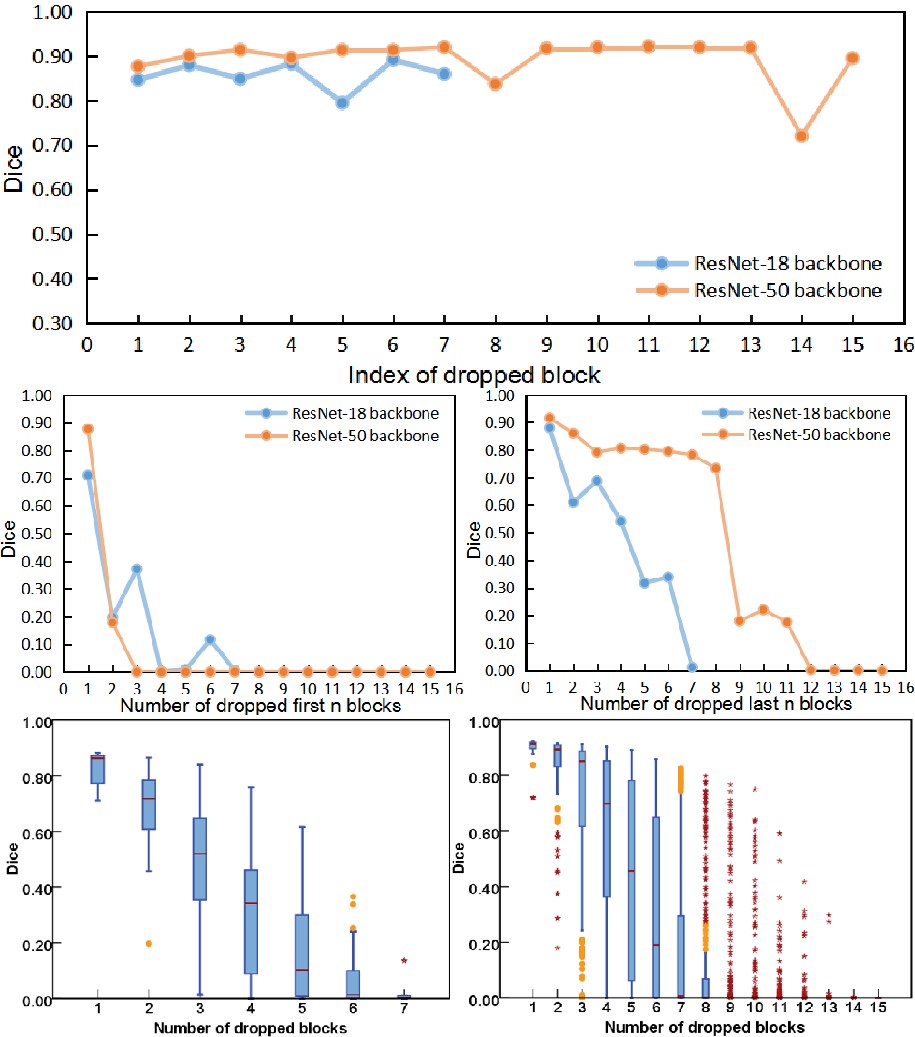 1.00
0.90
0.80
0.70
0.60
0.50
0.40
0.30
Dice
ResNet-18 backbone
ResNet-50 backbone
0 1 2 3 4 5 6 7 8 9 10 11 12 13 14 15 16
Index of dropped block
1.00
0.90
0.80
0.70
0.60
0.50
0.40
0.30
0.20
0.10
0.00
Dice
ResNet-18 backbone
ResNet-50 backbone
0 1 2 3 4 5 6 7 8 9 10 11 12 13 14 15 16
Number of dropped first n blocks
1.00
0.90
0.80
0.70
0.60
0.50
0.40
0.30
0.20
0.10
0.00
Dice
ResNet-18 backbone
ResNet-50 backbone
0 1 2 3 4 5 6 7 8 9 10 11 12 13 14 15 16
Number of dropped last n blocks
1.00
0.80
0.60
0.40
0.20
0.00
Dice
1 2 3 4 5 6 7
Number of dropped blocks
1.00
0.80
0.60
0.40
0.20
0.00
Dice
1 2 3 4 5 6 7 8 9 10 11 12 13 14 15
Number of dropped blocks